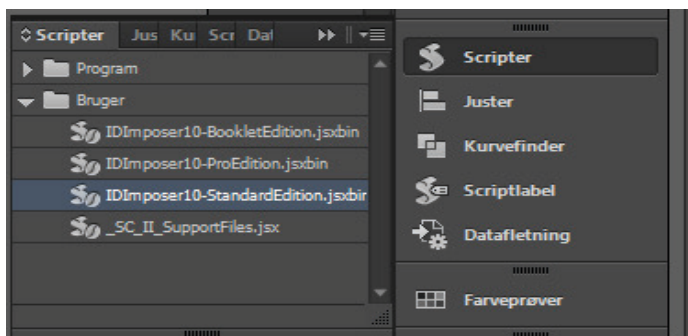 Scripter Jus Ku Scr Dat
Program
Bruger
IDImposer10-BookletEdition.jsxbin
IDImposer10-ProEdition.jsxbin
IDImposer10-StandardEdition.jsxbin
_SC_II_SupportFiles.jsx
Scripter
Juster
Kurvefinder
Scriptlabel
Datafletning
Farveprøver